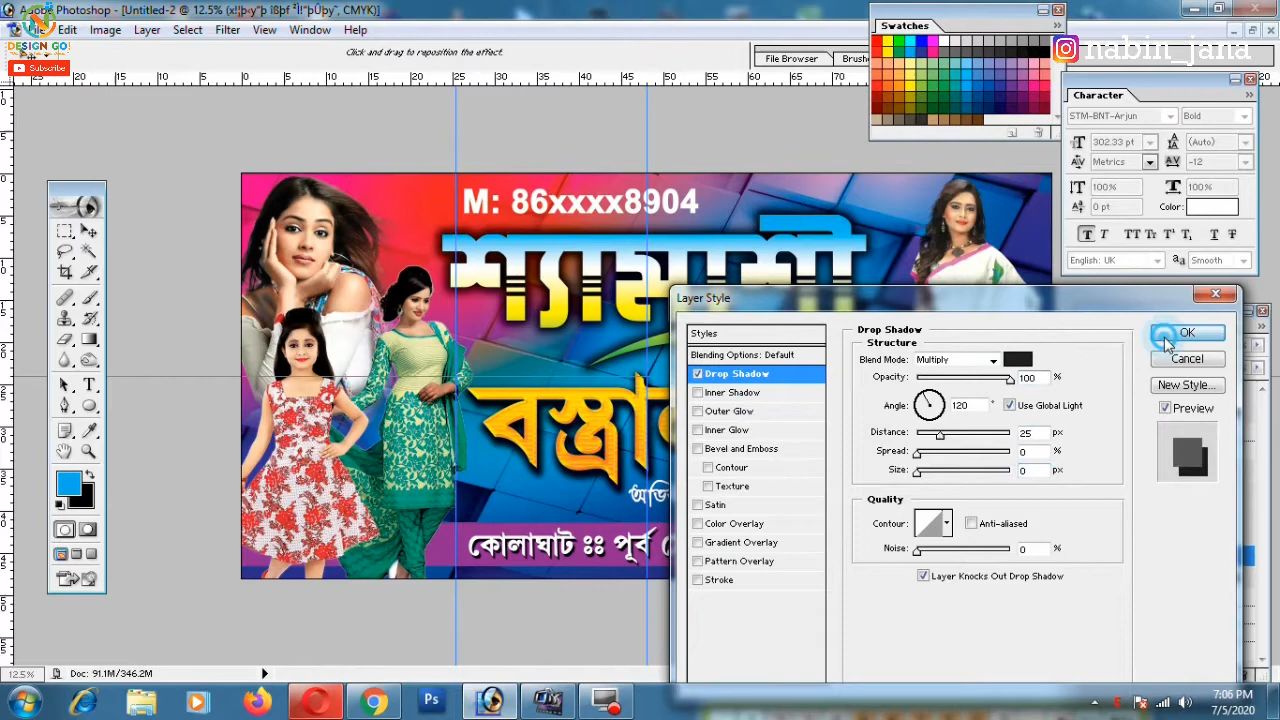 Adobe Photoshop - [Untitled-2 @ 12.5% (x!þ›y"þ ìßþf ²Ìl!"þÛþy", CMYK)]
File Edit Image Layer Select Filter View Window Help
DESIGN GO!
Subscribe
Click and drag to reposition the effect.
File Browser Brushe
nabin_jana
Swatches
Character
STM-BNT-Arjun Bold
302.33 pt (Auto)
Metrics -12
100% 100%
0 pt Color:
English: UK Smooth
M: 86xxxx8904
বস্ত্রা
অভি
কোলাঘাট ঃঃ পূর্ব
Layer Style
Styles
Blending Options: Default
Drop Shadow
Inner Shadow
Outer Glow
Inner Glow
Bevel and Emboss
Contour
Texture
Satin
Color Overlay
Gradient Overlay
Pattern Overlay
Stroke
Drop Shadow
Structure
Blend Mode: Multiply
Opacity: 100 %
Angle: 120 ° Use Global Light
Distance: 25 px
Spread: 0 %
Size: 0 px
Quality
Contour: Anti-aliased
Noise: 0 %
Layer Knocks Out Drop Shadow
OK
Cancel
New Style...
Preview
12.5% Doc: 91.1M/346.2M
7:06 PM
7/5/2020